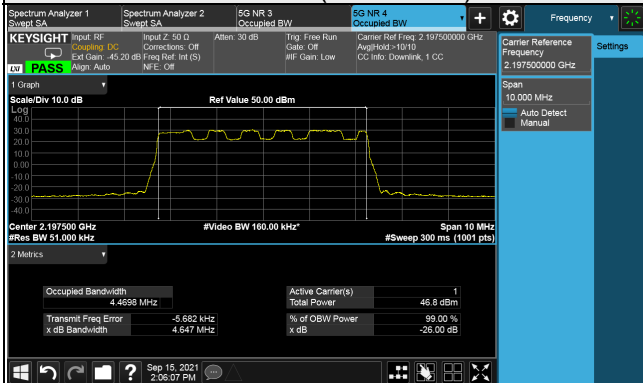 Spectrum Analyzer 1
Swept SA
Spectrum Analyzer 2
Swept SA
5G NR 3
Occupied BW
5G NR 4
Occupied BW
+
Frequency
KEYSIGHT
Input: RF
Coupling: DC
Ext Gain: -45.20 dB
Align: Auto
Input Z: 50 Ω
Corrections: Off
Freq Ref: Int (S)
NFE: Off
Atten: 30 dB
Trig: Free Run
Gate: Off
#IF Gain: Low
Carrier Ref Freq: 2.197500000 GHz
Avg|Hold:>10/10
CC Info: Downlink, 1 CC
LXI PASS
Carrier Reference
Frequency
2.197500000 GHz
Settings
Span
10.000 MHz
Auto Detect
Manual
1 Graph
Scale/Div 10.0 dB
Ref Value 50.00 dBm
Log
40.0
30.0
20.0
10.0
0.00
-10.0
-20.0
-30.0
-40.0
Center 2.197500 GHz
#Res BW 51.000 kHz
#Video BW 160.00 kHz*
Span 10 MHz
#Sweep 300 ms (1001 pts)
2 Metrics
Occupied Bandwidth
4.4698 MHz
Active Carrier(s) 1
Total Power 46.8 dBm
Transmit Freq Error -5.682 kHz
x dB Bandwidth 4.647 MHz
% of OBW Power 99.00 %
x dB -26.00 dB
?
Sep 15, 2021
2:06:07 PM